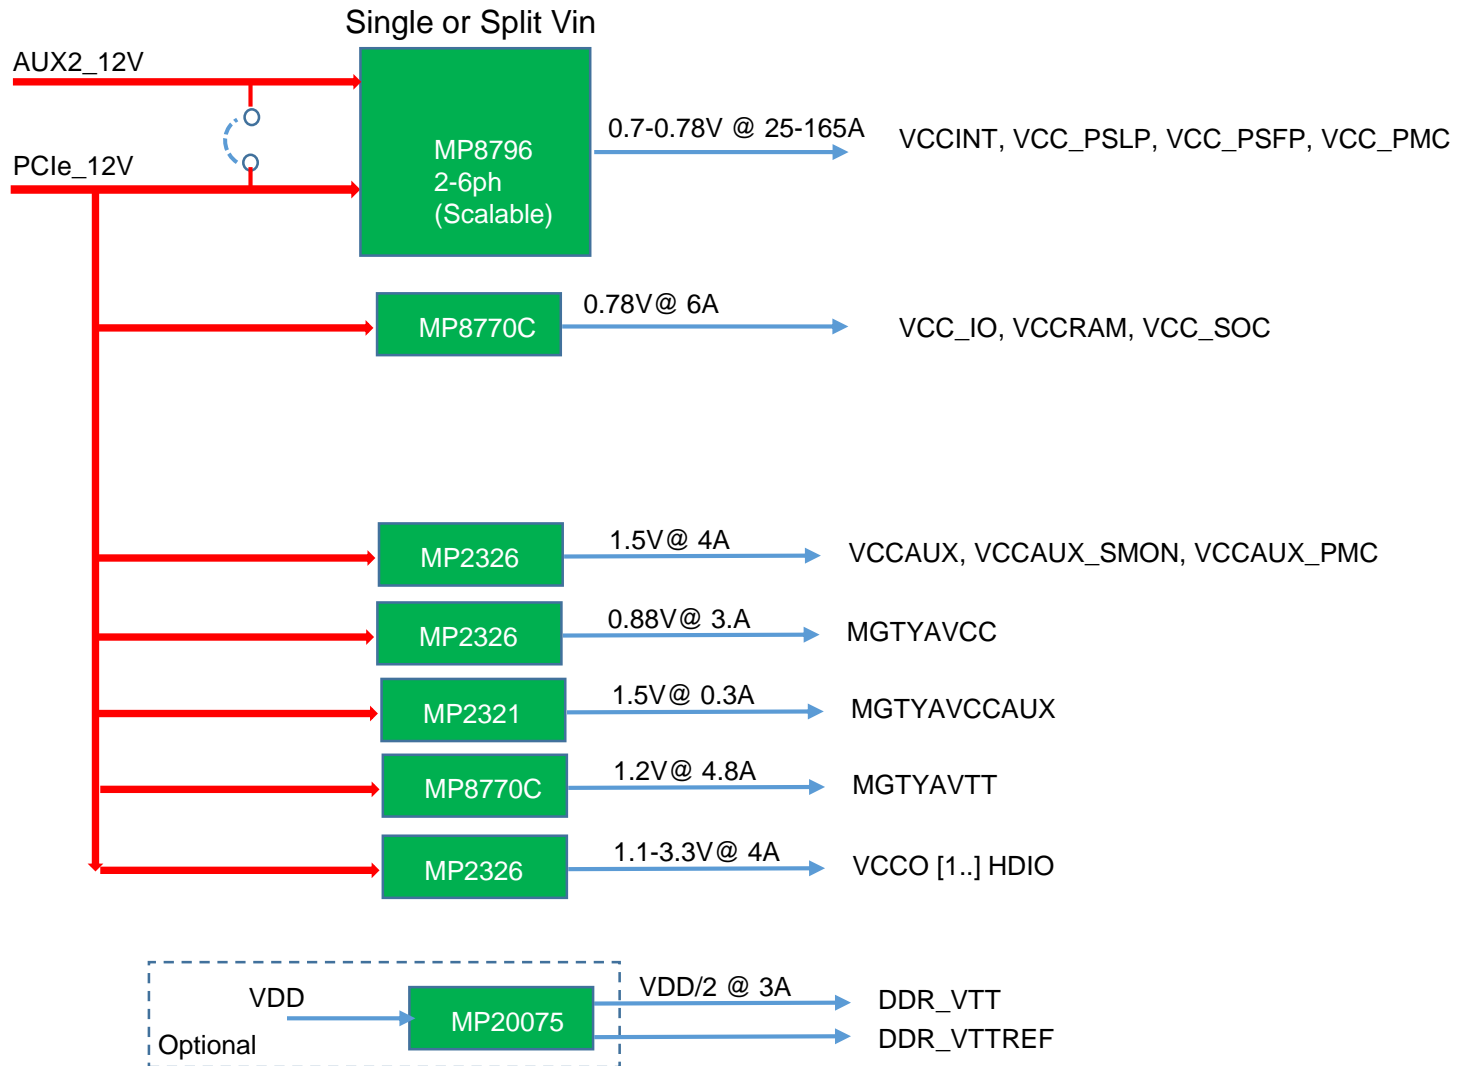 Single or Split Vin
AUX2_12V
PCIe_12V
MP8796
2-6ph
(Scalable)
0.7-0.78V @ 25-165A
VCCINT, VCC_PSLP, VCC_PSFP, VCC_PMC
MP8770C
0.78V@ 6A
VCC_IO, VCCRAM, VCC_SOC
MP2326
1.5V@ 4A
VCCAUX, VCCAUX_SMON, VCCAUX_PMC
MP2326
0.88V@ 3.A
MGTYAVCC
MP2321
1.5V@ 0.3A
MGTYAVCCAUX
MP8770C
1.2V@ 4.8A
MGTYAVTT
MP2326
1.1-3.3V@ 4A
VCCO [1..] HDIO
VDD
Optional
MP20075
VDD/2 @ 3A
DDR_VTT
DDR_VTTREF